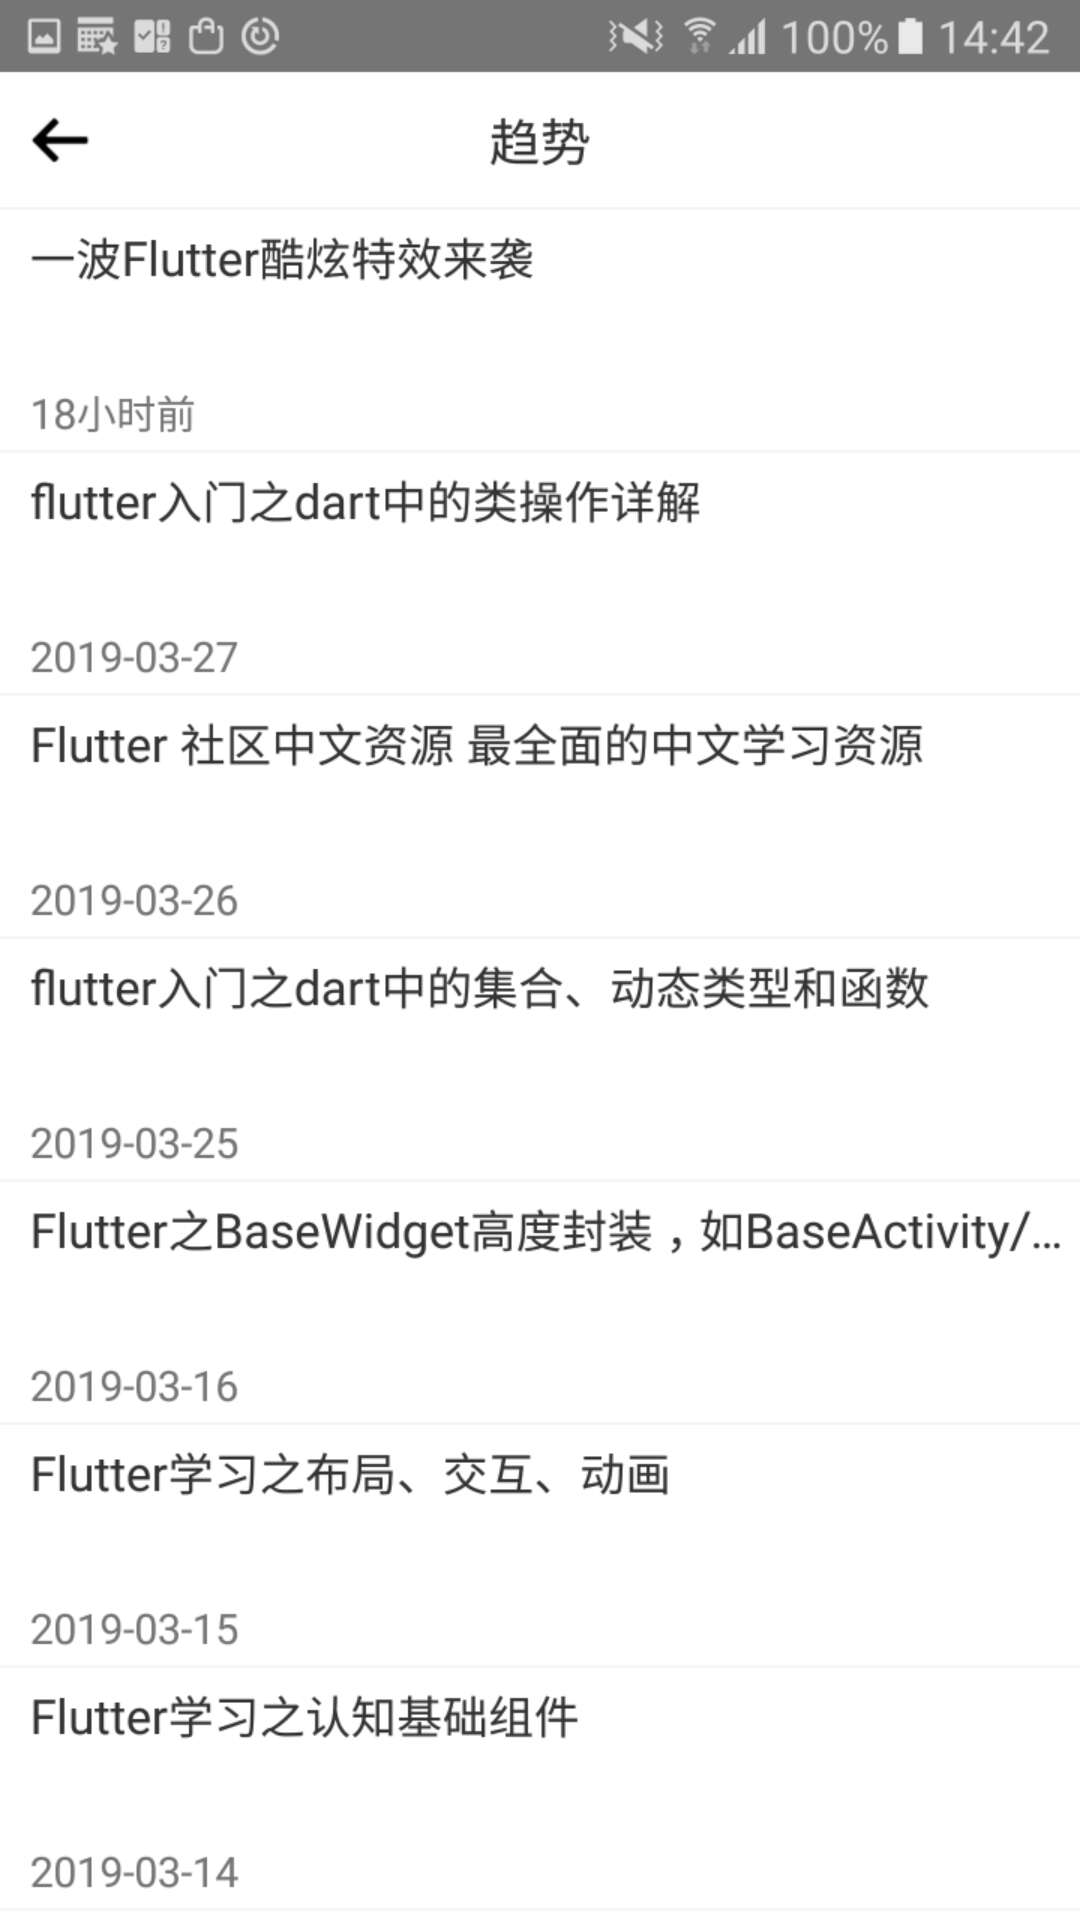 100% 14:42
趋势
一波Flutter酷炫特效来袭
18小时前
flutter入门之dart中的类操作详解
2019-03-27
Flutter 社区中文资源 最全面的中文学习资源
2019-03-26
flutter入门之dart中的集合、动态类型和函数
2019-03-25
Flutter之BaseWidget高度封装，如BaseActivity/...
2019-03-16
Flutter学习之布局、交互、动画
2019-03-15
Flutter学习之认知基础组件
2019-03-14